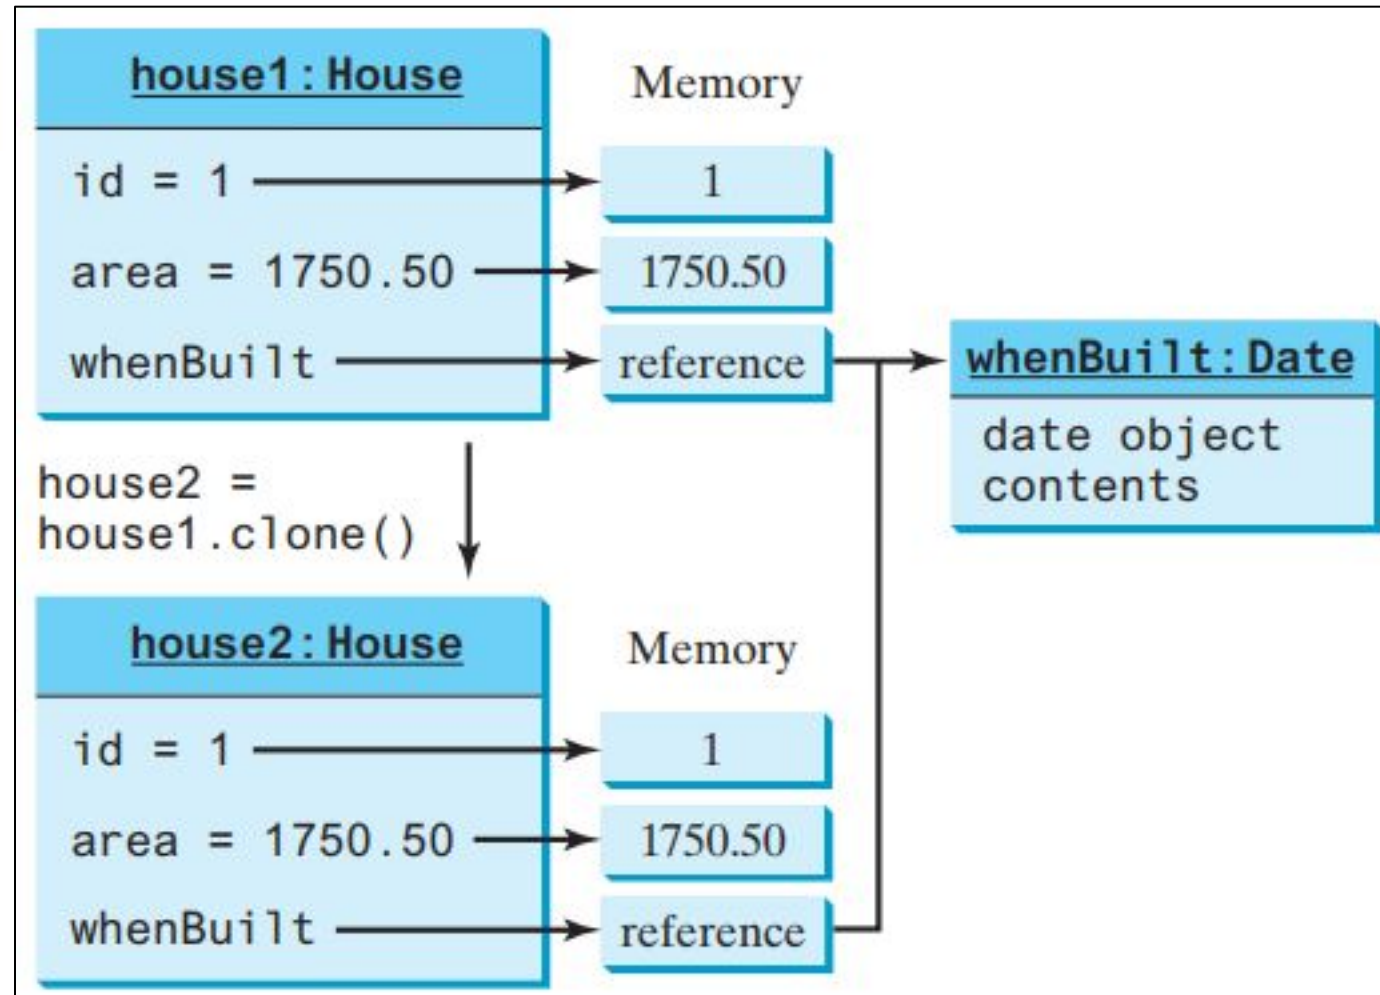 house1:House
Memory
id = 1
1
area = 1750.50
1750.50
whenBuilt
reference
whenBuilt:Date
date object
contents
house2 =
house1.clone()
house2:House
Memory
id = 1
1
area = 1750.50
1750.50
whenBuilt
reference